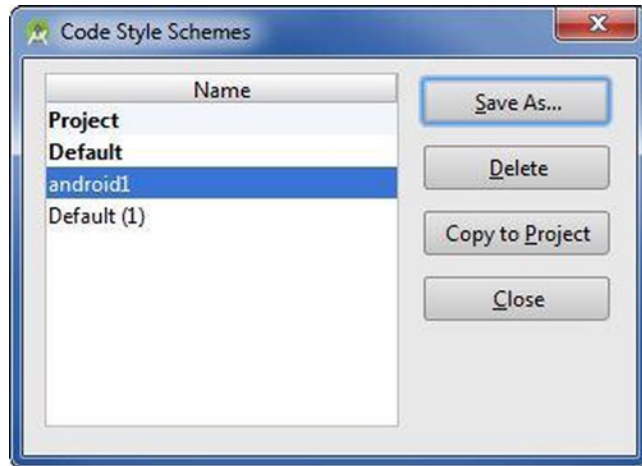 Code Style Schemes
Name
Project
Default
android1
Default (1)
Save As...
Delete
Copy to Project
Close